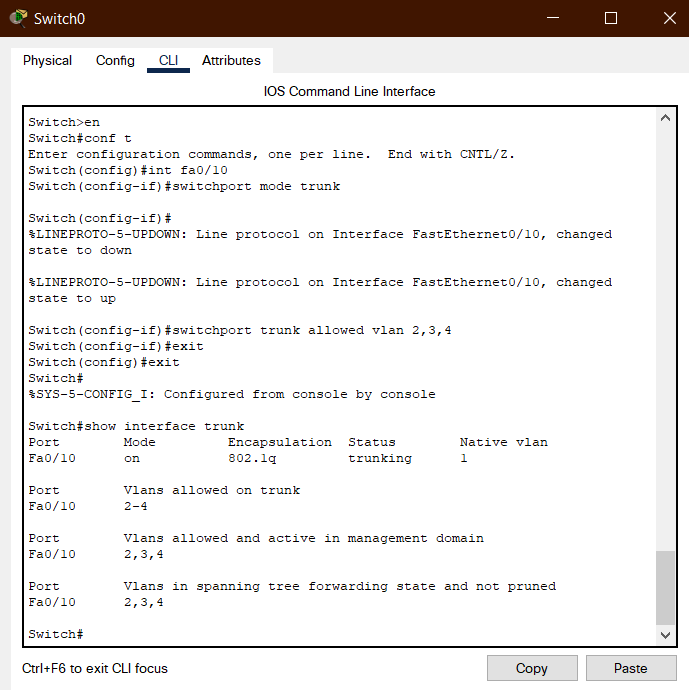 Switch0
Physical Config CLI Attributes
IOS Command Line Interface
Switch>en
Switch#conf t
Enter configuration commands, one per line.  End with CNTL/Z.
Switch(config)#int fa0/10
Switch(config-if)#switchport mode trunk
Switch(config-if)#
%LINEPROTO-5-UPDOWN: Line protocol on Interface FastEthernet0/10, changed
state to down
%LINEPROTO-5-UPDOWN: Line protocol on Interface FastEthernet0/10, changed
state to up
Switch(config-if)#switchport trunk allowed vlan 2,3,4
Switch(config-if)#exit
Switch(config)#exit
Switch#
%SYS-5-CONFIG_I: Configured from console by console
Switch#show interface trunk
Port        Mode         Encapsulation  Status        Native vlan
Fa0/10      on           802.1q         trunking      1
Port        Vlans allowed on trunk
Fa0/10      2-4
Port        Vlans allowed and active in management domain
Fa0/10      2,3,4
Port        Vlans in spanning tree forwarding state and not pruned
Fa0/10      2,3,4
Switch#
Ctrl+F6 to exit CLI focus Copy Paste